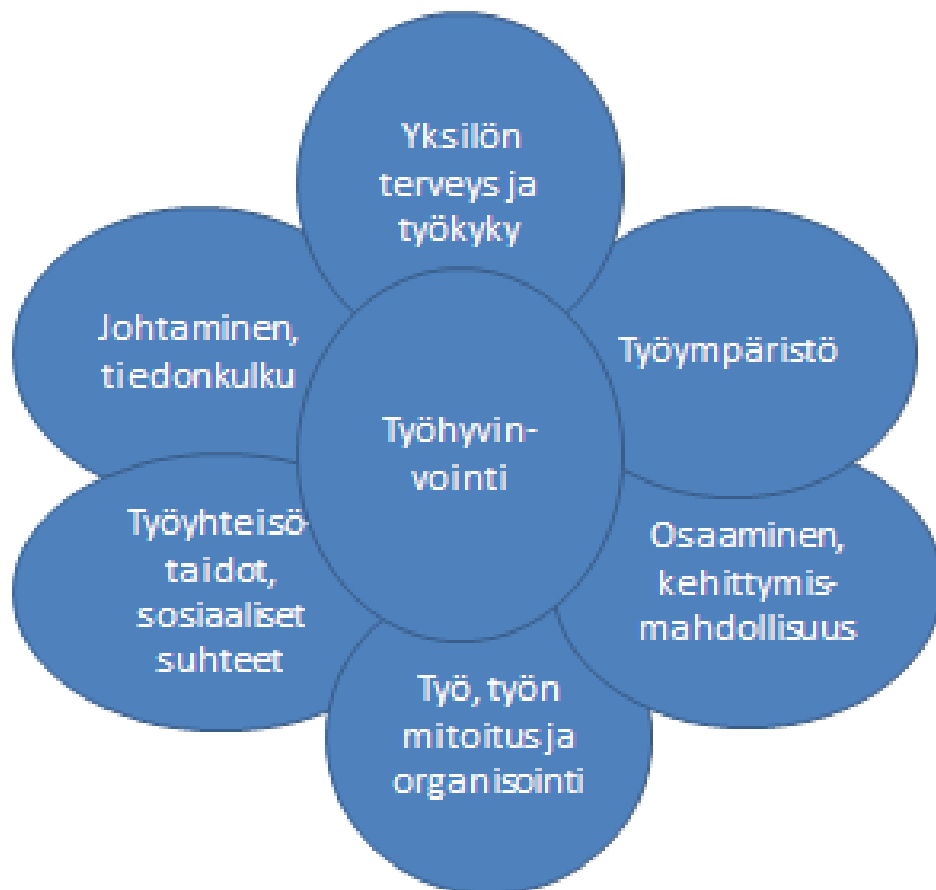 Yksilön
terveys ja
työkyky
Johtaminen,
tiedonkulku
Työympäristö
Työhyvin-
vointi
Työyhteisö-
taidot,
sosiaaliset
suhteet
Osaaminen,
kehittymis-
mahdollisuus
Työ, työn
mitoitus ja
organisointi